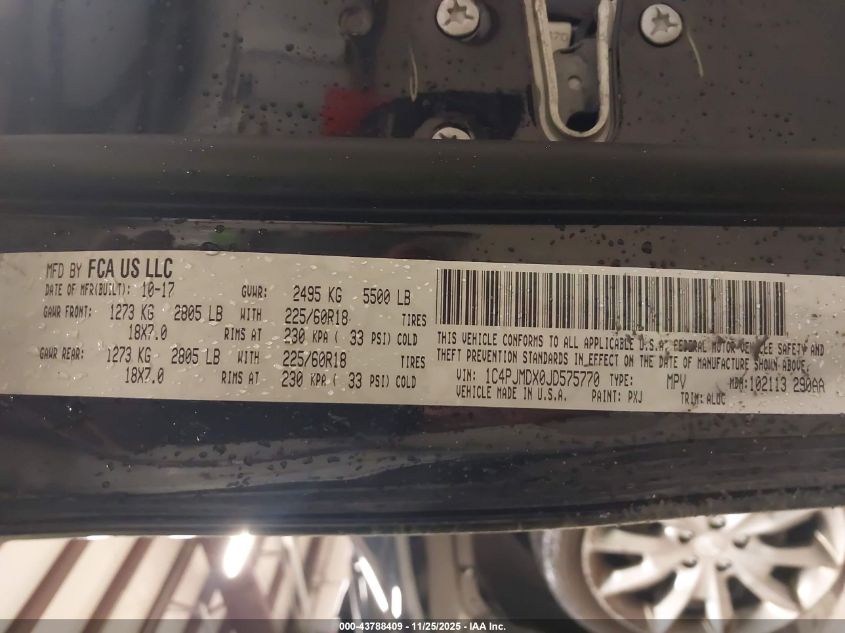 MFD BY FCA US LLC
DATE OF MFR(BUILT): 10-17 GVWR: 2495 KG 5500 LB
GAWR FRONT: 1273 KG 2805 LB WITH 225/60R18 TIRES
18X7.0 RIMS AT 230 KPA ( 33 PSI) COLD
GAWR REAR: 1273 KG 2805 LB WITH 225/60R18 TIRES
18X7.0 RIMS AT 230 KPA ( 33 PSI) COLD
THIS VEHICLE CONFORMS TO ALL APPLICABLE U.S.A. FEDERAL MOTOR VEHICLE SAFETY AND
THEFT PREVENTION STANDARDS IN EFFECT ON THE DATE OF MANUFACTURE SHOWN ABOVE.
VIN: 1C4PJMDX0JD575770 TYPE: MPV MDH: 102113 290AA
VEHICLE MADE IN U.S.A. PAINT: PXJ TRIM: ALDC
000-43788409 - 11/25/2025 - IAA Inc.